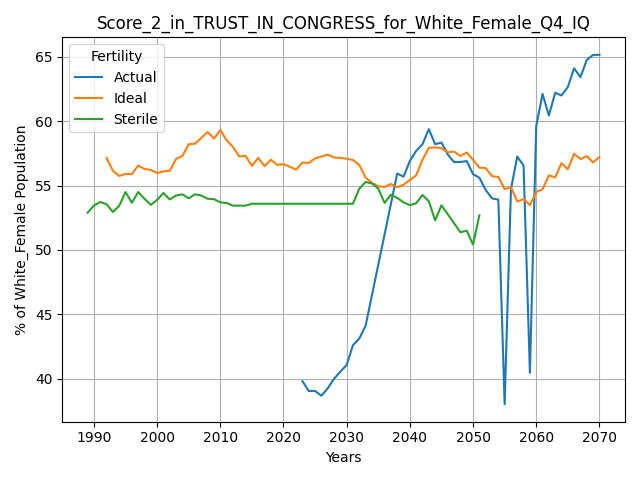 Score_2_in_TRUST_IN_CONGRESS_for_White_Female_Q4_IQ
Fertility
Actual
Ideal
Sterile
% of White_Female Population
65
60
55
50
45
40
1990 2000 2010 2020 2030 2040 2050 2060 2070
Years